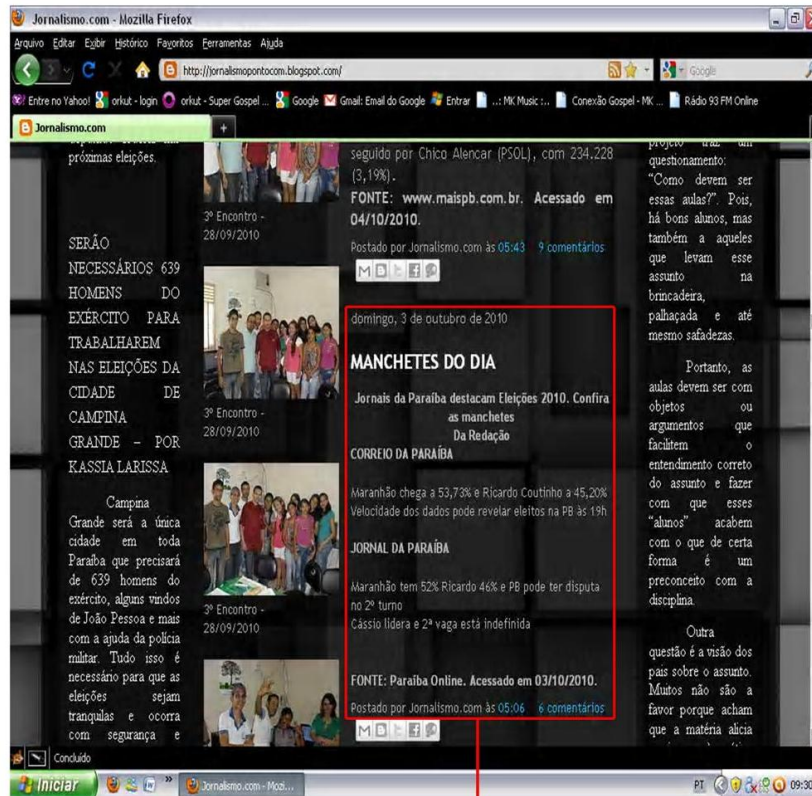 Jornalismo.com - Mozilla Firefox
Arquivo Editar Exibir Histórico Favoritos Ferramentas Ajuda
http://jornalismopontocom.blogspot.com/
Google
Entre no Yahoo! orkut - login orkut - Super Gospel ... Google Gmail: Email do Google Entrar ..: MK Music :.. Conexão Gospel - MK ... Rádio 93 FM Online
Jornalismo.com
próximas eleições.
SERÃO
NECESSÁRIOS 639
HOMENS DO
EXÉRCITO PARA
TRABALHAREM
NAS ELEIÇÕES DA
CIDADE DE
CAMPINA
GRANDE – POR
KASSIA LARISSA
Campina
Grande será a única
cidade em toda
Paraíba que precisará
de 639 homens do
exército, alguns vindos
de João Pessoa e mais
com a ajuda da polícia
militar. Tudo isso é
necessário para que as
eleições sejam
tranquilas e ocorra
com segurança e
3º Encontro -
28/09/2010
3º Encontro -
28/09/2010
3º Encontro -
28/09/2010
seguido por Chico Alencar (PSOL), com 234.228
(3,19%).
FONTE: www.maispb.com.br. Acessado em
04/10/2010.
Postado por Jornalismo.com às 05:43 9 comentários
domingo, 3 de outubro de 2010
MANCHETES DO DIA
Jornais da Paraíba destacam Eleições 2010. Confira
as manchetes
Da Redação
CORREIO DA PARAÍBA
Maranhão chega a 53,73% e Ricardo Coutinho a 45,20%
Velocidade dos dados pode revelar eleitos na PB às 19h
JORNAL DA PARAÍBA
Maranhão tem 52% Ricardo 46% e PB pode ter disputa
no 2º turno
Cássio lidera e 2ª vaga está indefinida
FONTE: Paraíba Online. Acessado em 03/10/2010.
Postado por Jornalismo.com às 05:06 6 comentários
projeto traz um
questionamento:
“Como devem ser
essas aulas?”. Pois,
há bons alunos, mas
também a aqueles
que levam esse
assunto na
brincadeira,
palhaçada e até
mesmo safadezas.
Portanto, as
aulas devem ser com
objetos ou
argumentos que
facilitem o
entendimento correto
do assunto e fazer
com que esses
“alunos” acabem
com o que de certa
forma é um
preconceito com a
disciplina.
Outra
questão é a visão dos
pais sobre o assunto.
Muitos não são a
favor porque acham
que a matéria alicia
Concluído
Iniciar
Jornalismo.com - Mozi...
PT
09:30